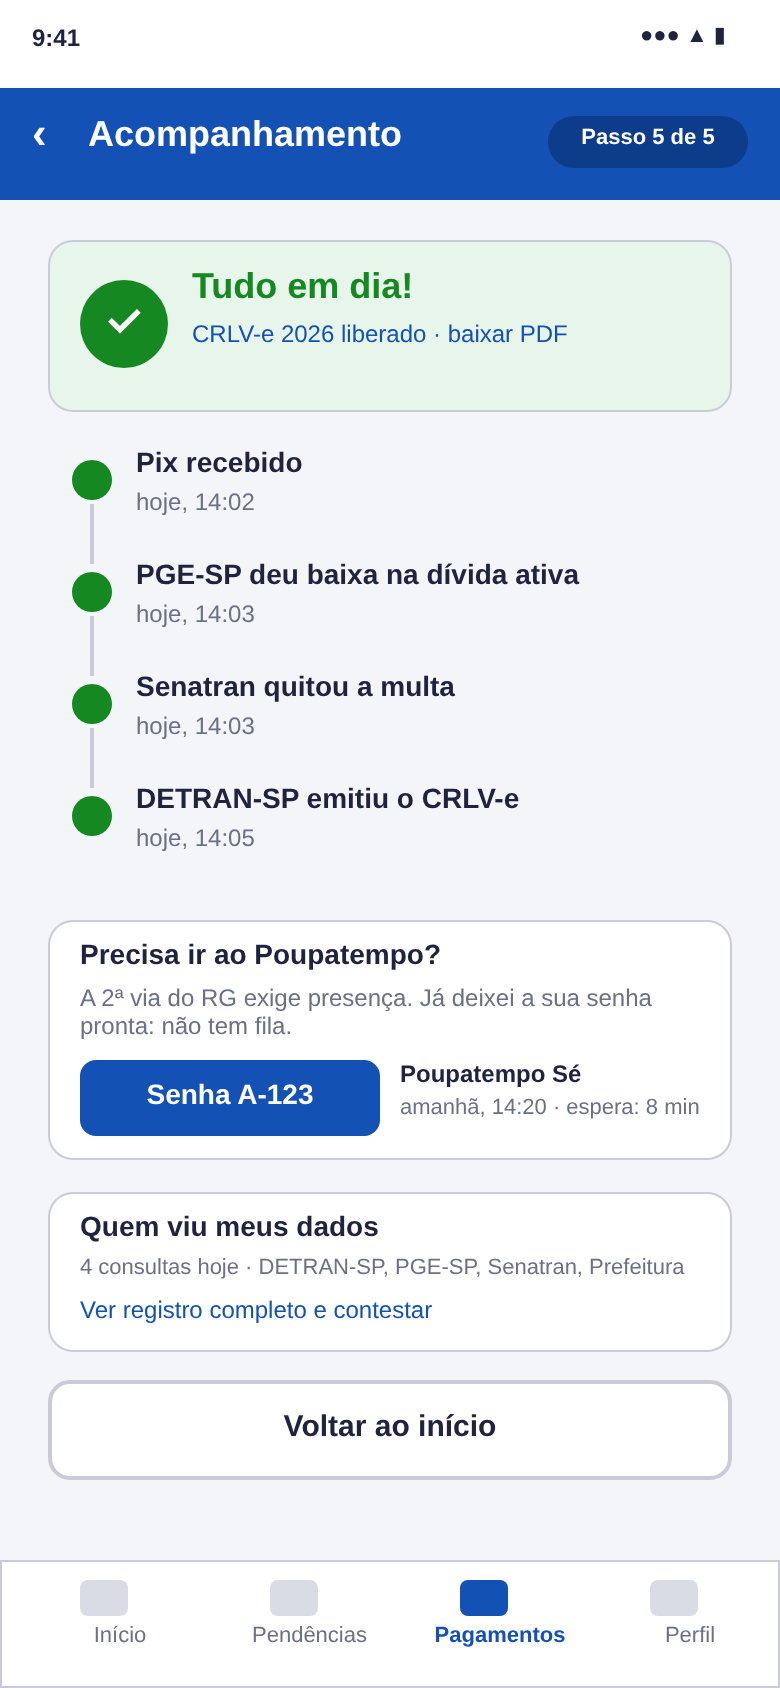 9:41
Acompanhamento
Passo 5 de 5
Tudo em dia!
CRLV-e 2026 liberado · baixar PDF
Pix recebido
hoje, 14:02
PGE-SP deu baixa na dívida ativa
hoje, 14:03
Senatran quitou a multa
hoje, 14:03
DETRAN-SP emitiu o CRLV-e
hoje, 14:05
Precisa ir ao Poupatempo?
A 2ª via do RG exige presença. Já deixei a sua senha
pronta: não tem fila.
Senha A-123
Poupatempo Sé
amanhã, 14:20 · espera: 8 min
Quem viu meus dados
4 consultas hoje · DETRAN-SP, PGE-SP, Senatran, Prefeitura
Ver registro completo e contestar
Voltar ao início
Início
Pendências
Pagamentos
Perfil